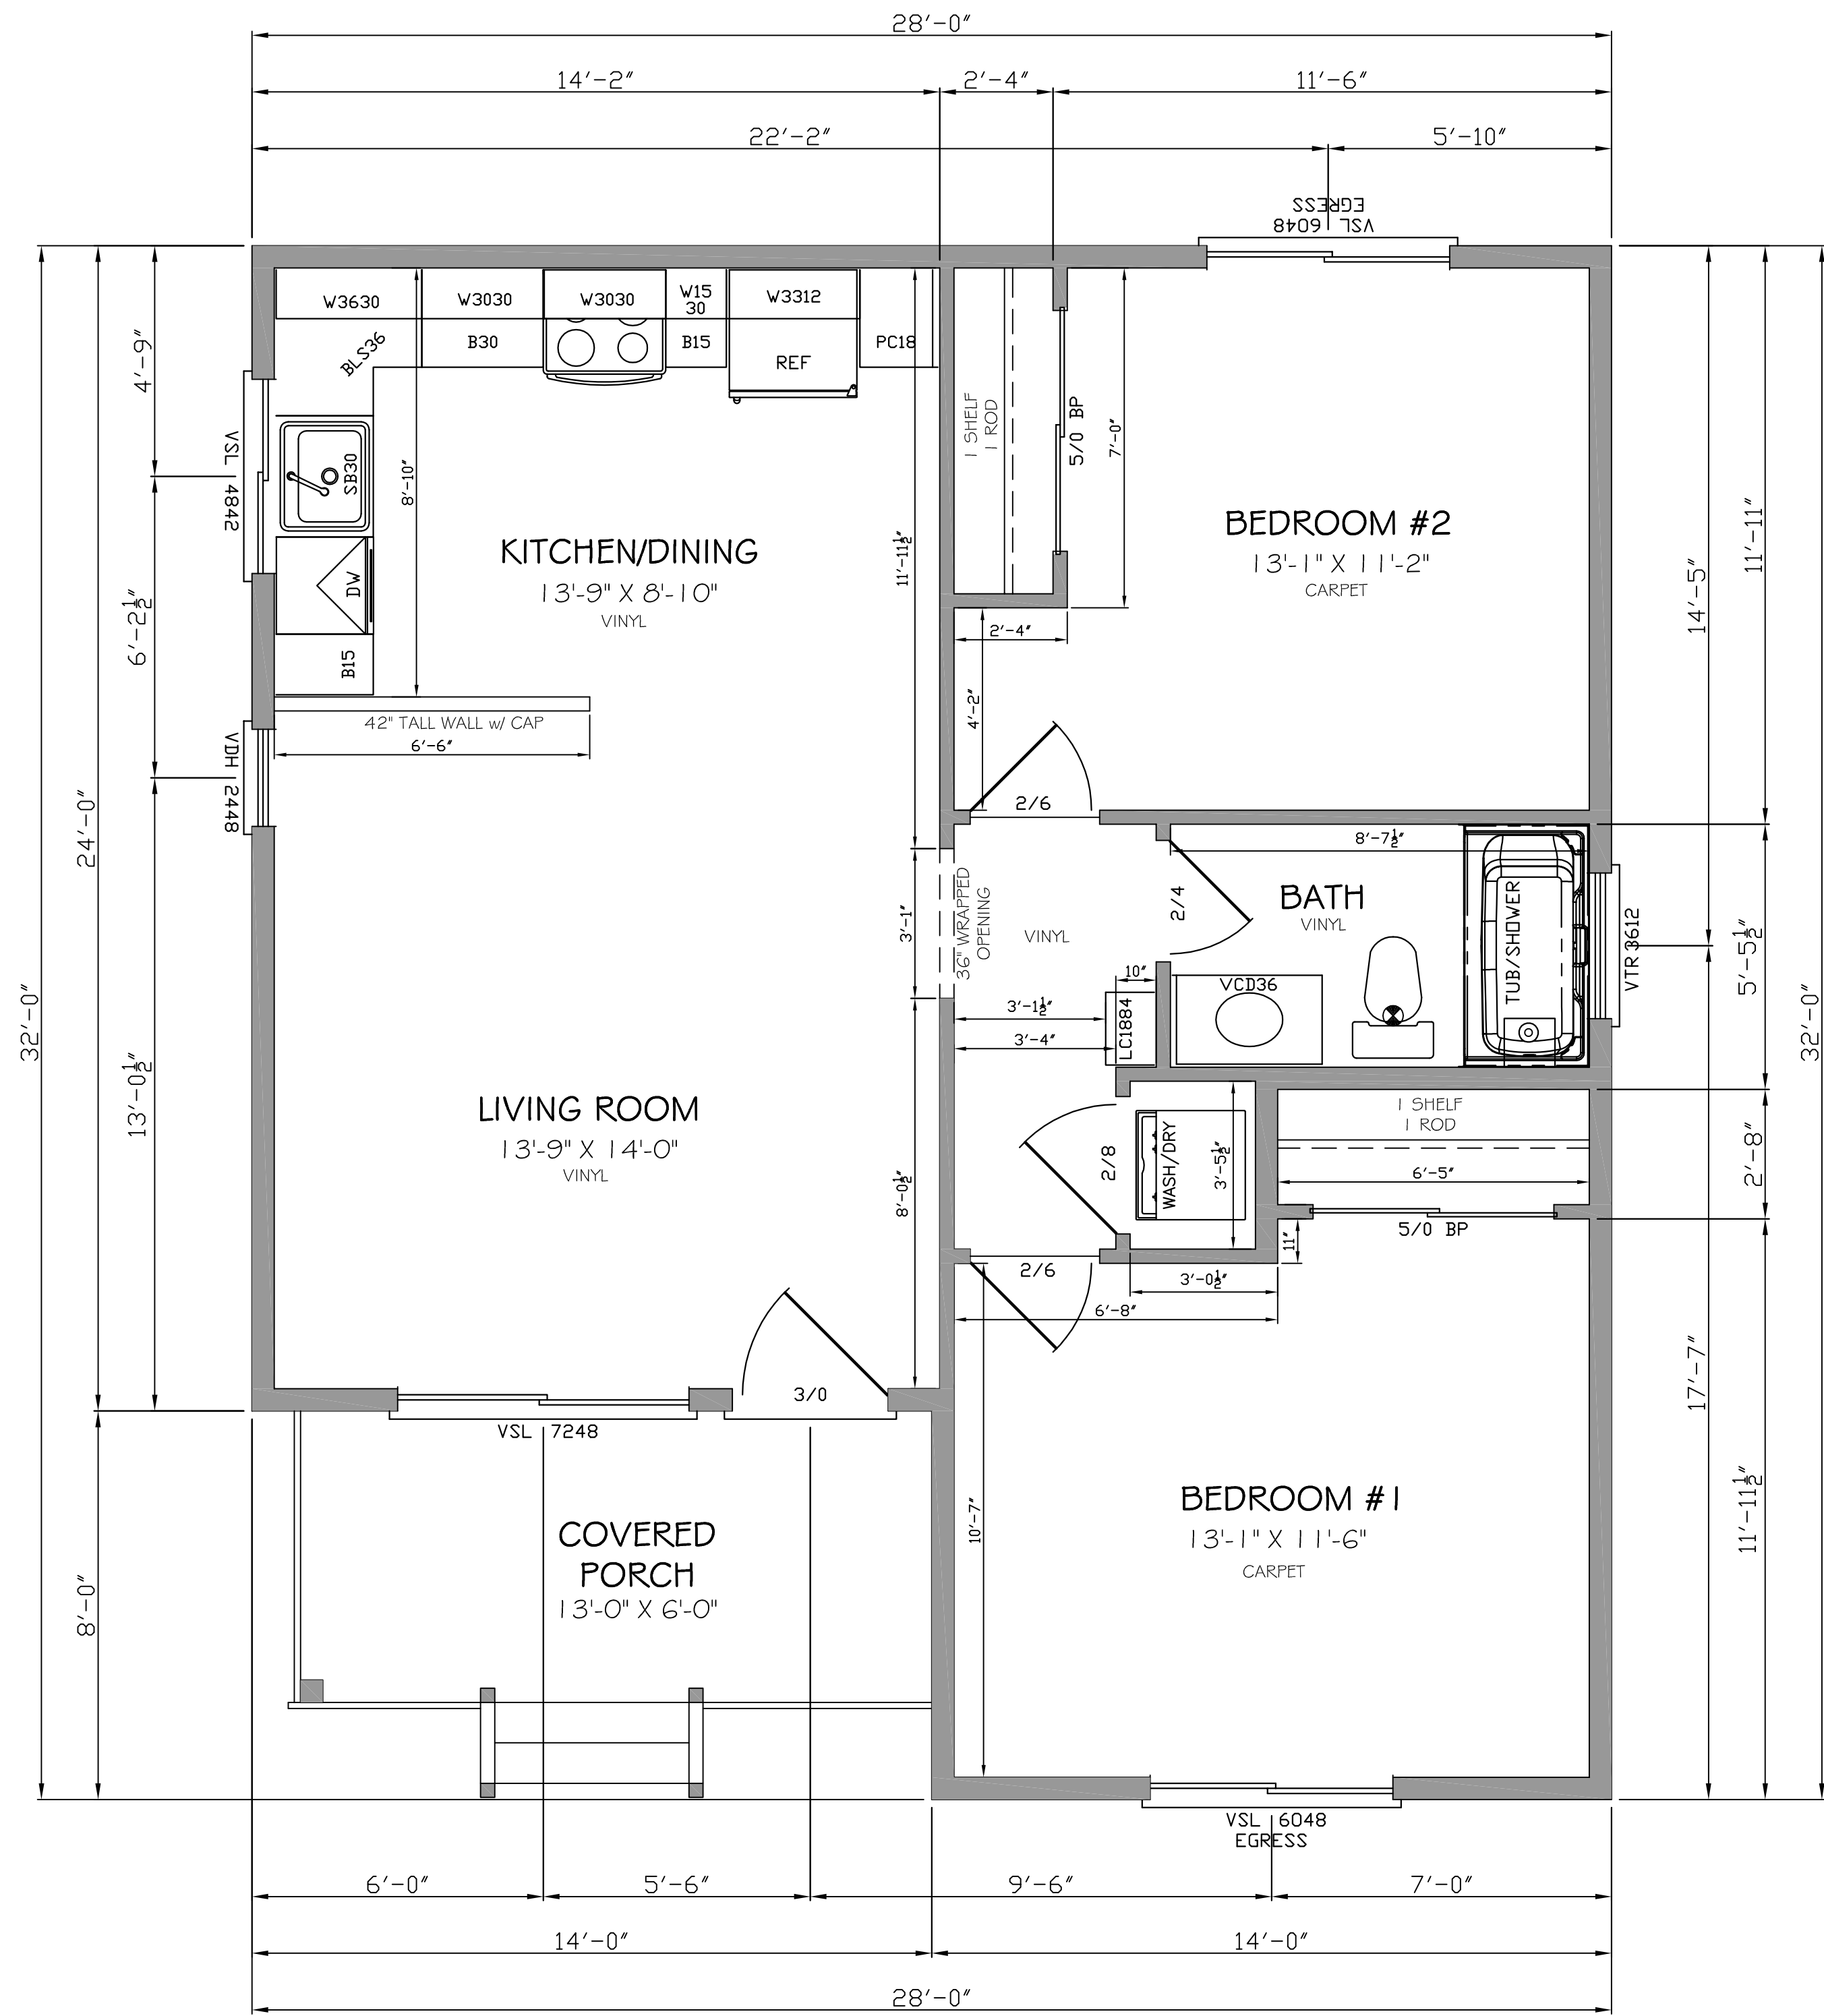 28'-0"
14'-2"
2'-4"
11'-6"
22'-2"
5'-10"
VSL 6048
EGRESS
W3630
W3030
W3030
W15
30
W3312
BLS36
B30
B15
REF
PC18
4'-9"
VSL 4842
SB30
8'-10"
DW
B15
6'-2½"
KITCHEN/DINING
13'-9" X 8'-10"
VINYL
11'-11½"
1 SHELF
1 ROD
5/0 BP
7'-0"
BEDROOM #2
13'-1" X 11'-2"
CARPET
14'-5"
11'-11"
2'-4"
4'-2"
42" TALL WALL w/ CAP
6'-6"
VDH 2448
24'-0"
32'-0"
13'-0½"
2/6
8'-7½"
3'-1"
36" WRAPPED
OPENING
VINYL
2/4
BATH
VINYL
TUB/SHOWER
VTR3612
5'-5½"
32'-0"
10"
VCD36
3'-1½"
3'-4"
LC1884
LIVING ROOM
13'-9" X 14'-0"
VINYL
8'-0½"
2/8
WASH/DRY
3'-5½"
1 SHELF
1 ROD
6'-5"
2'-8"
5/0 BP
11"
2/6
3'-0½"
6'-8"
17'-7"
3/0
VSL 7248
COVERED
PORCH
13'-0" X 6'-0"
8'-0"
10'-7"
BEDROOM #1
13'-1" X 11'-6"
CARPET
11'-11½"
VSL 6048
EGRESS
6'-0"
5'-6"
9'-6"
7'-0"
14'-0"
14'-0"
28'-0"